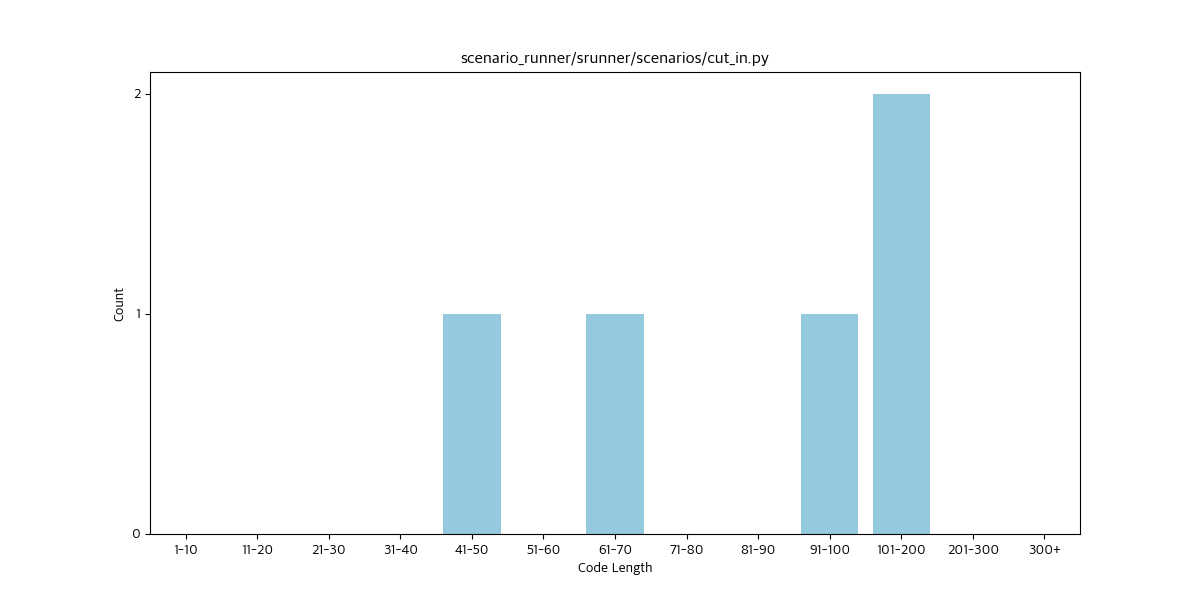 scenario_runner/srunner/scenarios/cut_in.py
2
1
0
Count
1-10 11-20 21-30 31-40 41-50 51-60 61-70 71-80 81-90 91-100 101-200 201-300 300+
Code Length